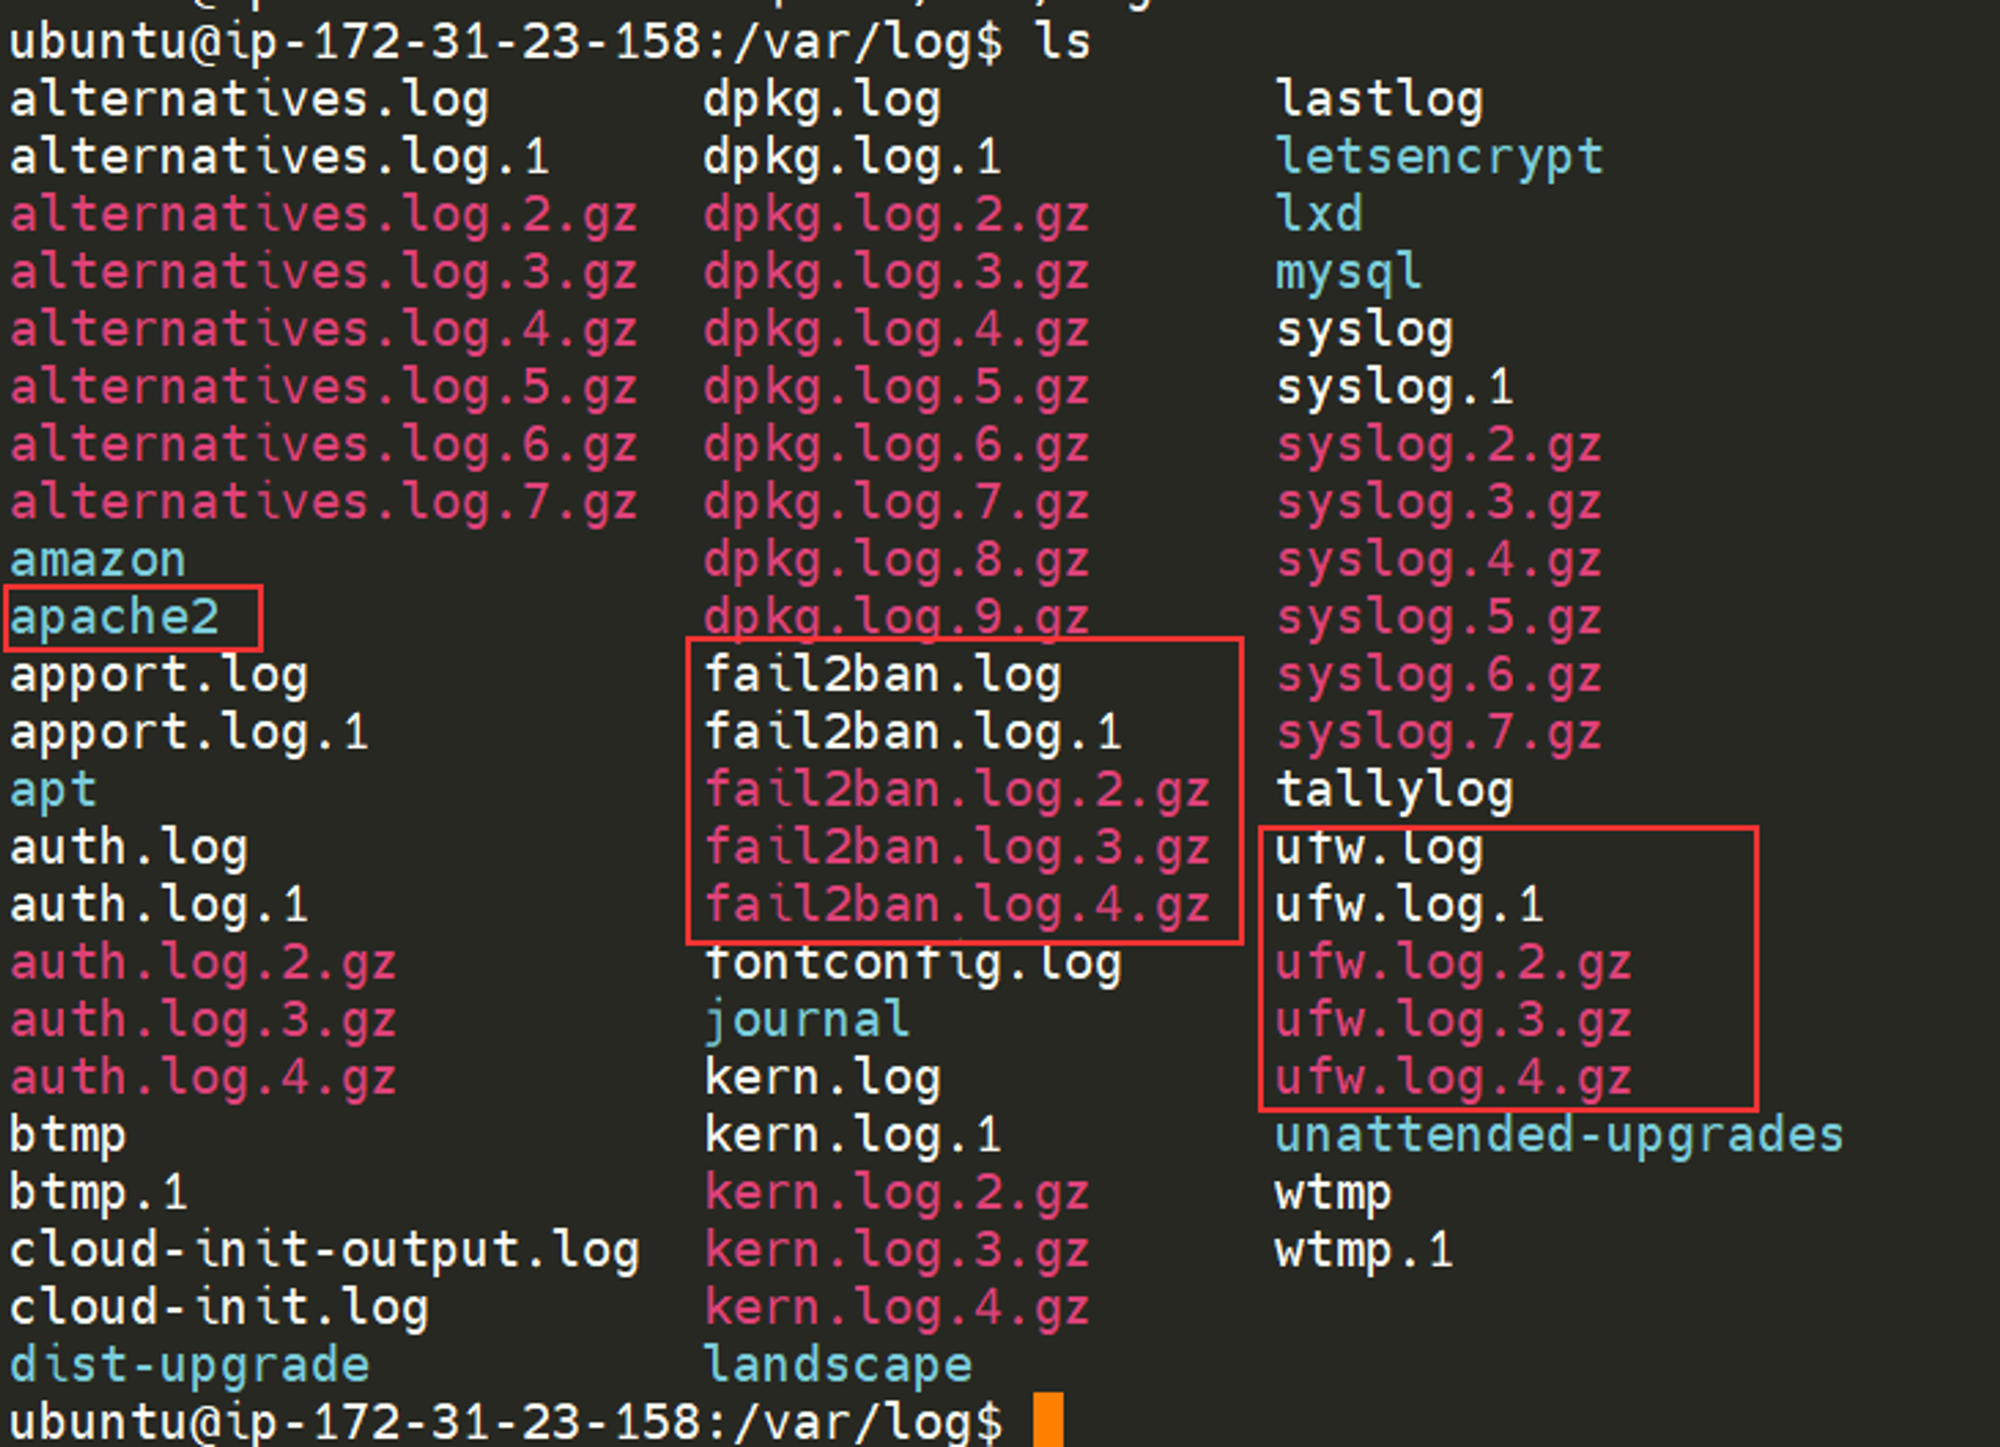 ubuntu@ip-172-31-23-158:/var/log$ ls
alternatives.log dpkg.log lastlog
alternatives.log.1 dpkg.log.1 letsencrypt
alternatives.log.2.gz dpkg.log.2.gz lxd
alternatives.log.3.gz dpkg.log.3.gz mysql
alternatives.log.4.gz dpkg.log.4.gz syslog
alternatives.log.5.gz dpkg.log.5.gz syslog.1
alternatives.log.6.gz dpkg.log.6.gz syslog.2.gz
alternatives.log.7.gz dpkg.log.7.gz syslog.3.gz
amazon dpkg.log.8.gz syslog.4.gz
apache2 dpkg.log.9.gz syslog.5.gz
apport.log fail2ban.log syslog.6.gz
apport.log.1 fail2ban.log.1 syslog.7.gz
apt fail2ban.log.2.gz tallylog
auth.log fail2ban.log.3.gz ufw.log
auth.log.1 fail2ban.log.4.gz ufw.log.1
auth.log.2.gz fontconfig.log ufw.log.2.gz
auth.log.3.gz journal ufw.log.3.gz
auth.log.4.gz kern.log ufw.log.4.gz
btmp kern.log.1 unattended-upgrades
btmp.1 kern.log.2.gz wtmp
cloud-init-output.log kern.log.3.gz wtmp.1
cloud-init.log kern.log.4.gz
dist-upgrade landscape
ubuntu@ip-172-31-23-158:/var/log$